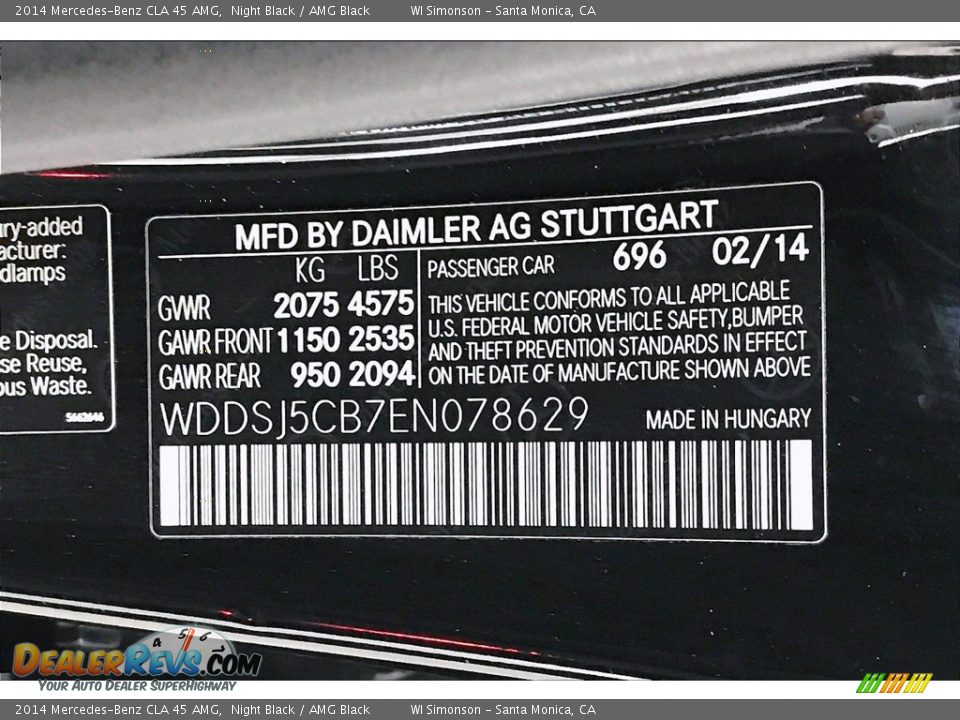 2014 Mercedes-Benz CLA 45 AMG, Night Black / AMG Black WI Simonson - Santa Monica, CA
ry-added
acturer:
dlamps
e Disposal.
se Reuse,
ous Waste.
5662646
MFD BY DAIMLER AG STUTTGART
KG LBS
GVWR 2075 4575
GAWR FRONT 1150 2535
GAWR REAR 950 2094
PASSENGER CAR 696 02/14
THIS VEHICLE CONFORMS TO ALL APPLICABLE
U.S. FEDERAL MOTOR VEHICLE SAFETY,BUMPER
AND THEFT PREVENTION STANDARDS IN EFFECT
ON THE DATE OF MANUFACTURE SHOWN ABOVE
WDDSJ5CB7EN078629 MADE IN HUNGARY
4 5 6 7
DEALERREVS.COM
YOUR AUTO DEALER SUPERHIGHWAY
2014 Mercedes-Benz CLA 45 AMG, Night Black / AMG Black WI Simonson - Santa Monica, CA